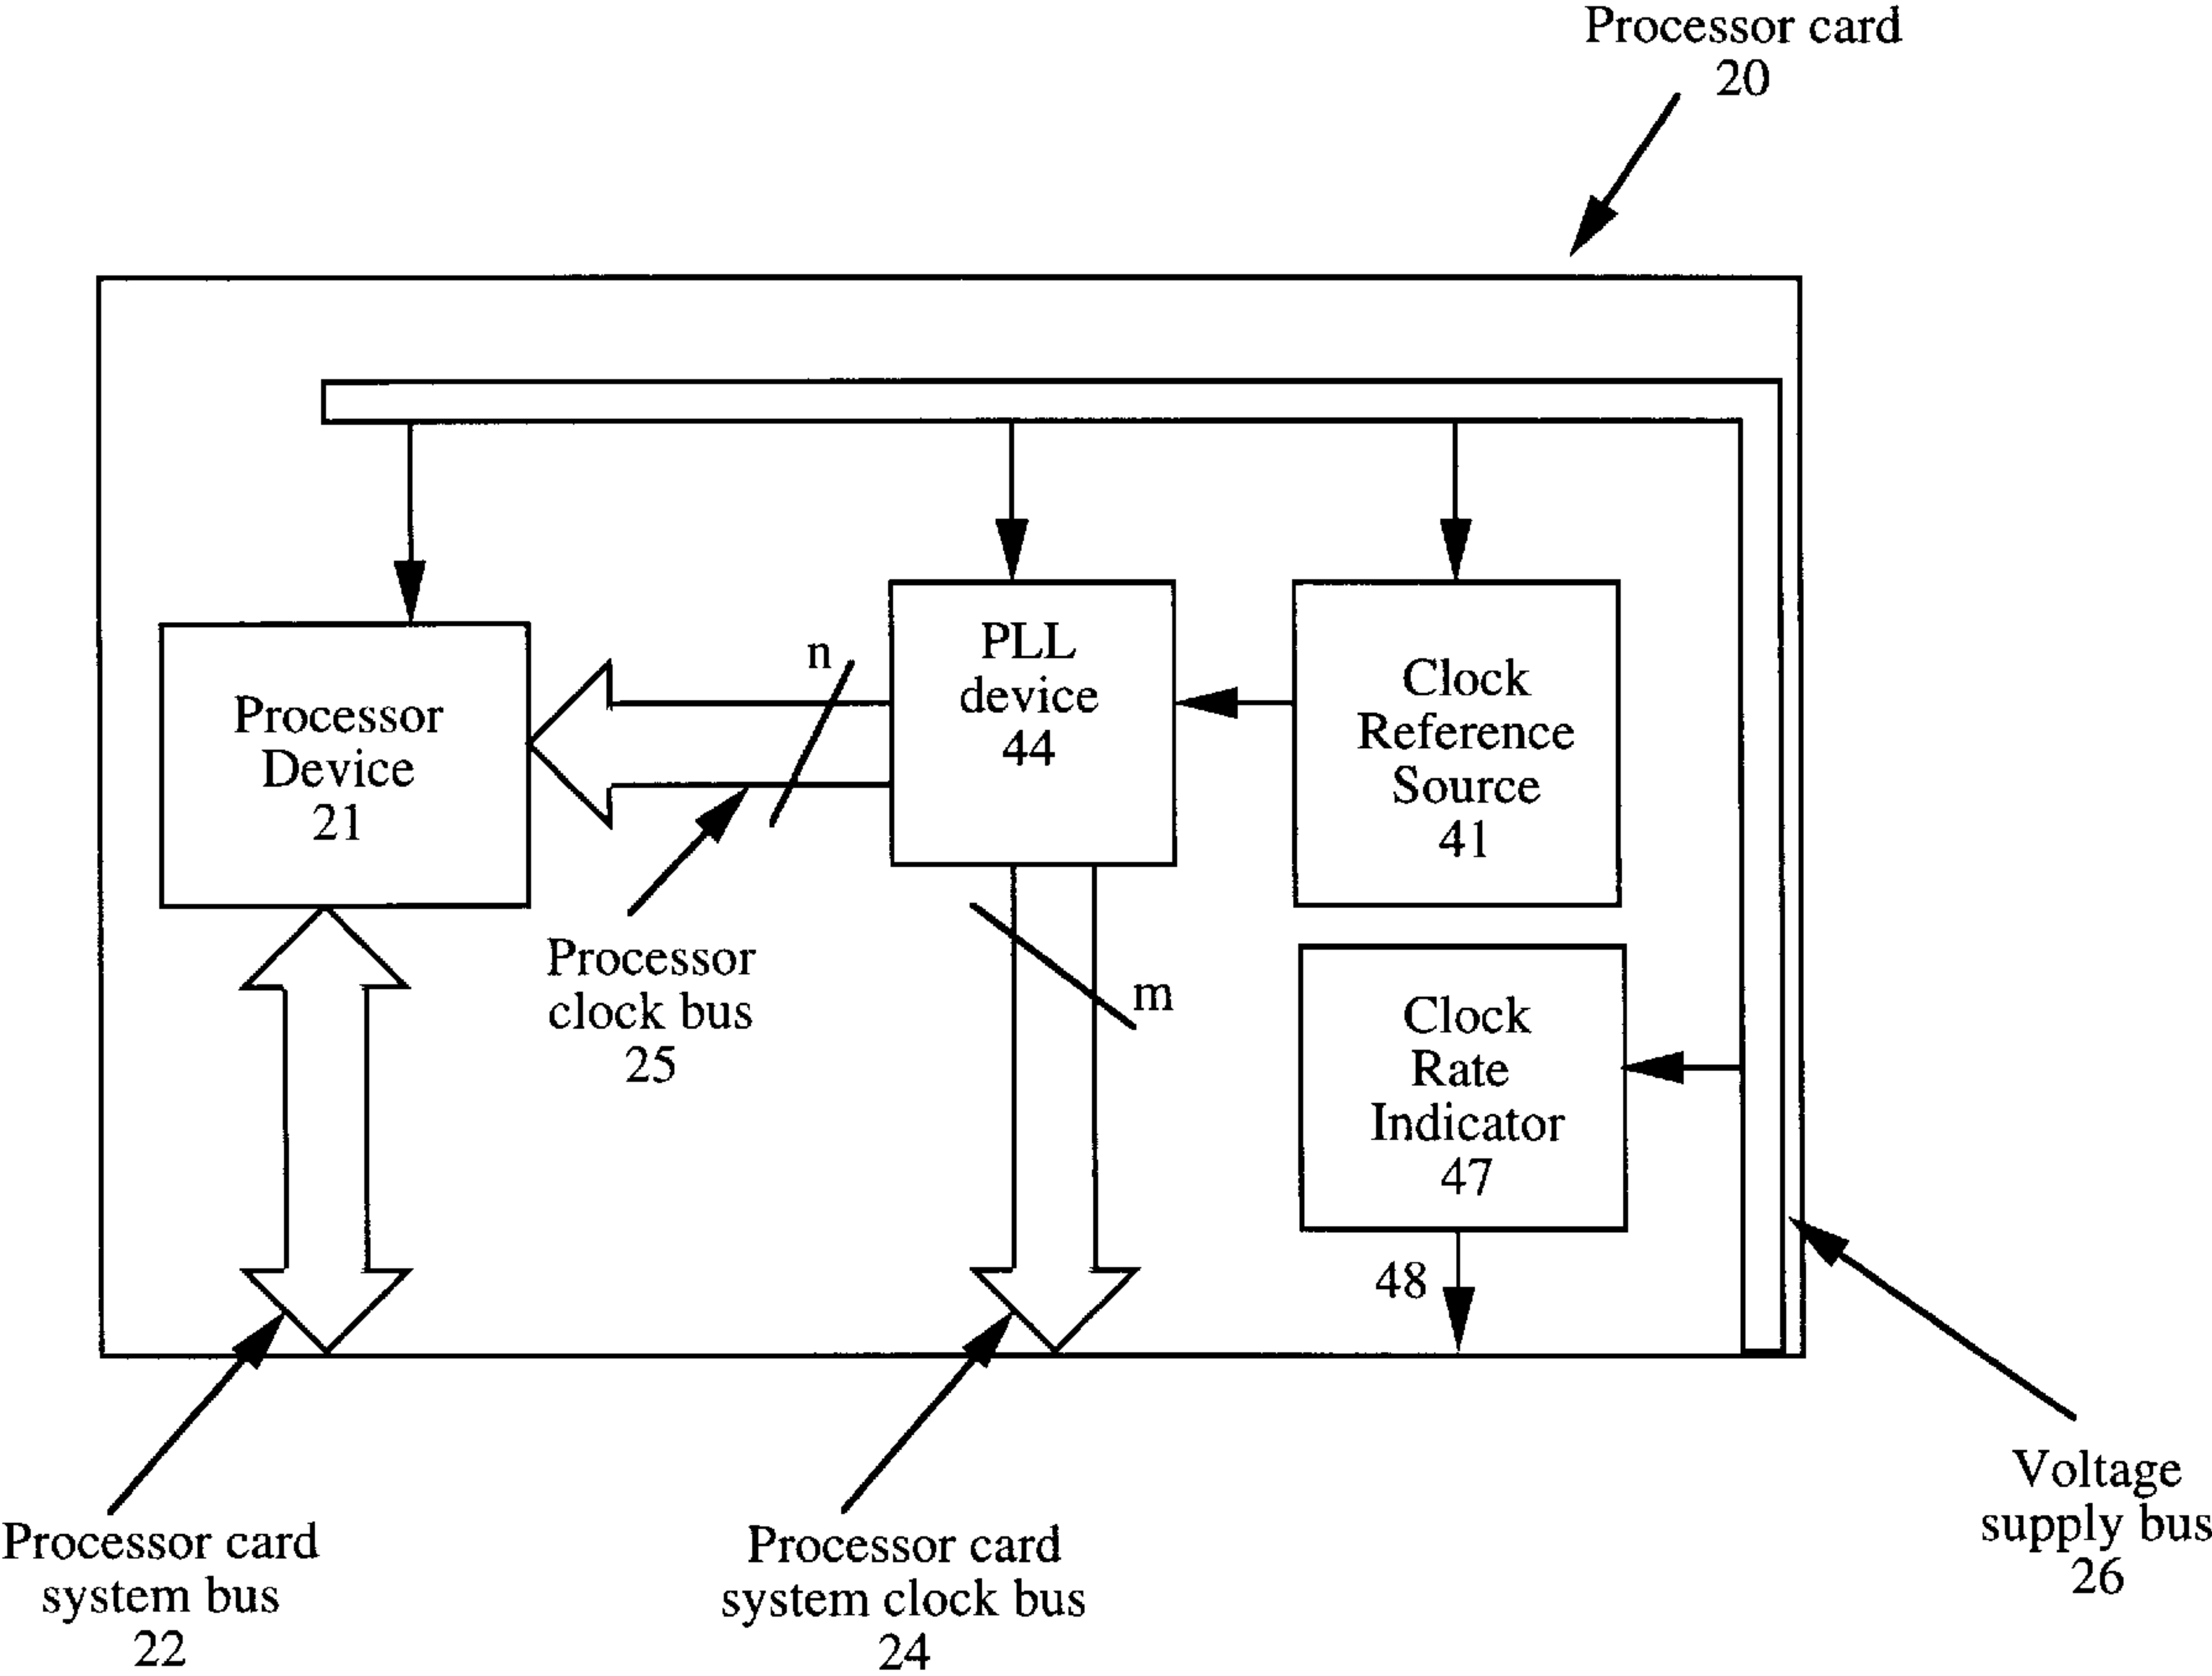 Processor card
20
n
PLL
device
44
Clock
Reference
Source
41
Processor
Device
21
Processor
clock bus
25
m
Clock
Rate
Indicator
47
48
Voltage
supply bus
26
Processor card
system bus
22
Processor card
system clock bus
24